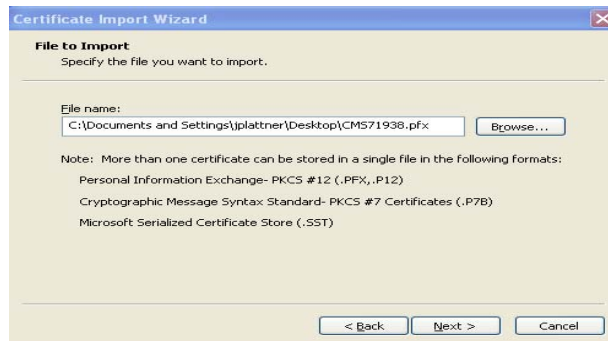 Certificate Import Wizard
File to Import
Specify the file you want to import.
File name:
C:\Documents and Settings\jplattner\Desktop\CMS71938.pfx
Browse...
Note: More than one certificate can be stored in a single file in the following formats:
Personal Information Exchange- PKCS #12 (.PFX,.P12)
Cryptographic Message Syntax Standard- PKCS #7 Certificates (.P7B)
Microsoft Serialized Certificate Store (.SST)
< Back
Next >
Cancel